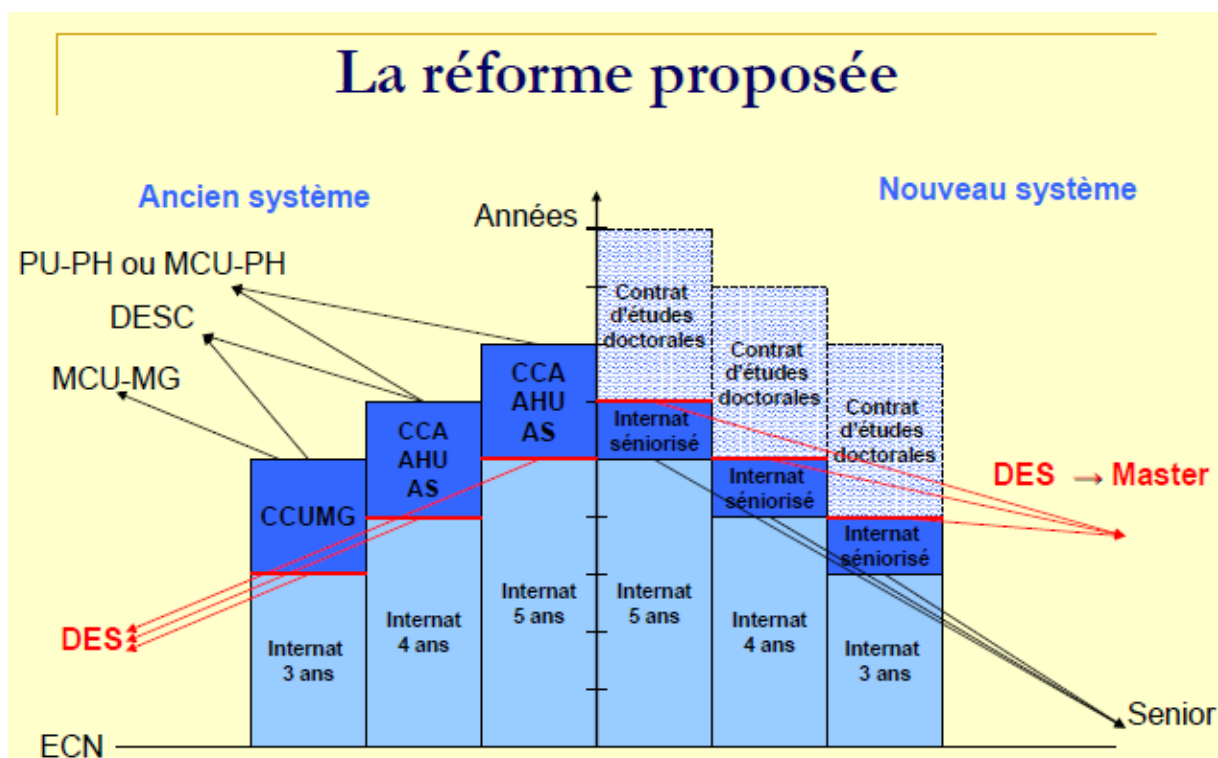 La réforme proposée
Ancien système
Nouveau système
Années
PU-PH ou MCU-PH
DESC
MCU-MG
CCUMG
CCA
AHU
AS
CCA
AHU
AS
Contrat
d'études
doctorales
Contrat
d'études
doctorales
Contrat
d'études
doctorales
Internat
séniorisé
Internat
séniorisé
Internat
séniorisé
DES → Master
DES
Internat
3 ans
Internat
4 ans
Internat
5 ans
Internat
5 ans
Internat
4 ans
Internat
3 ans
Senior
ECN